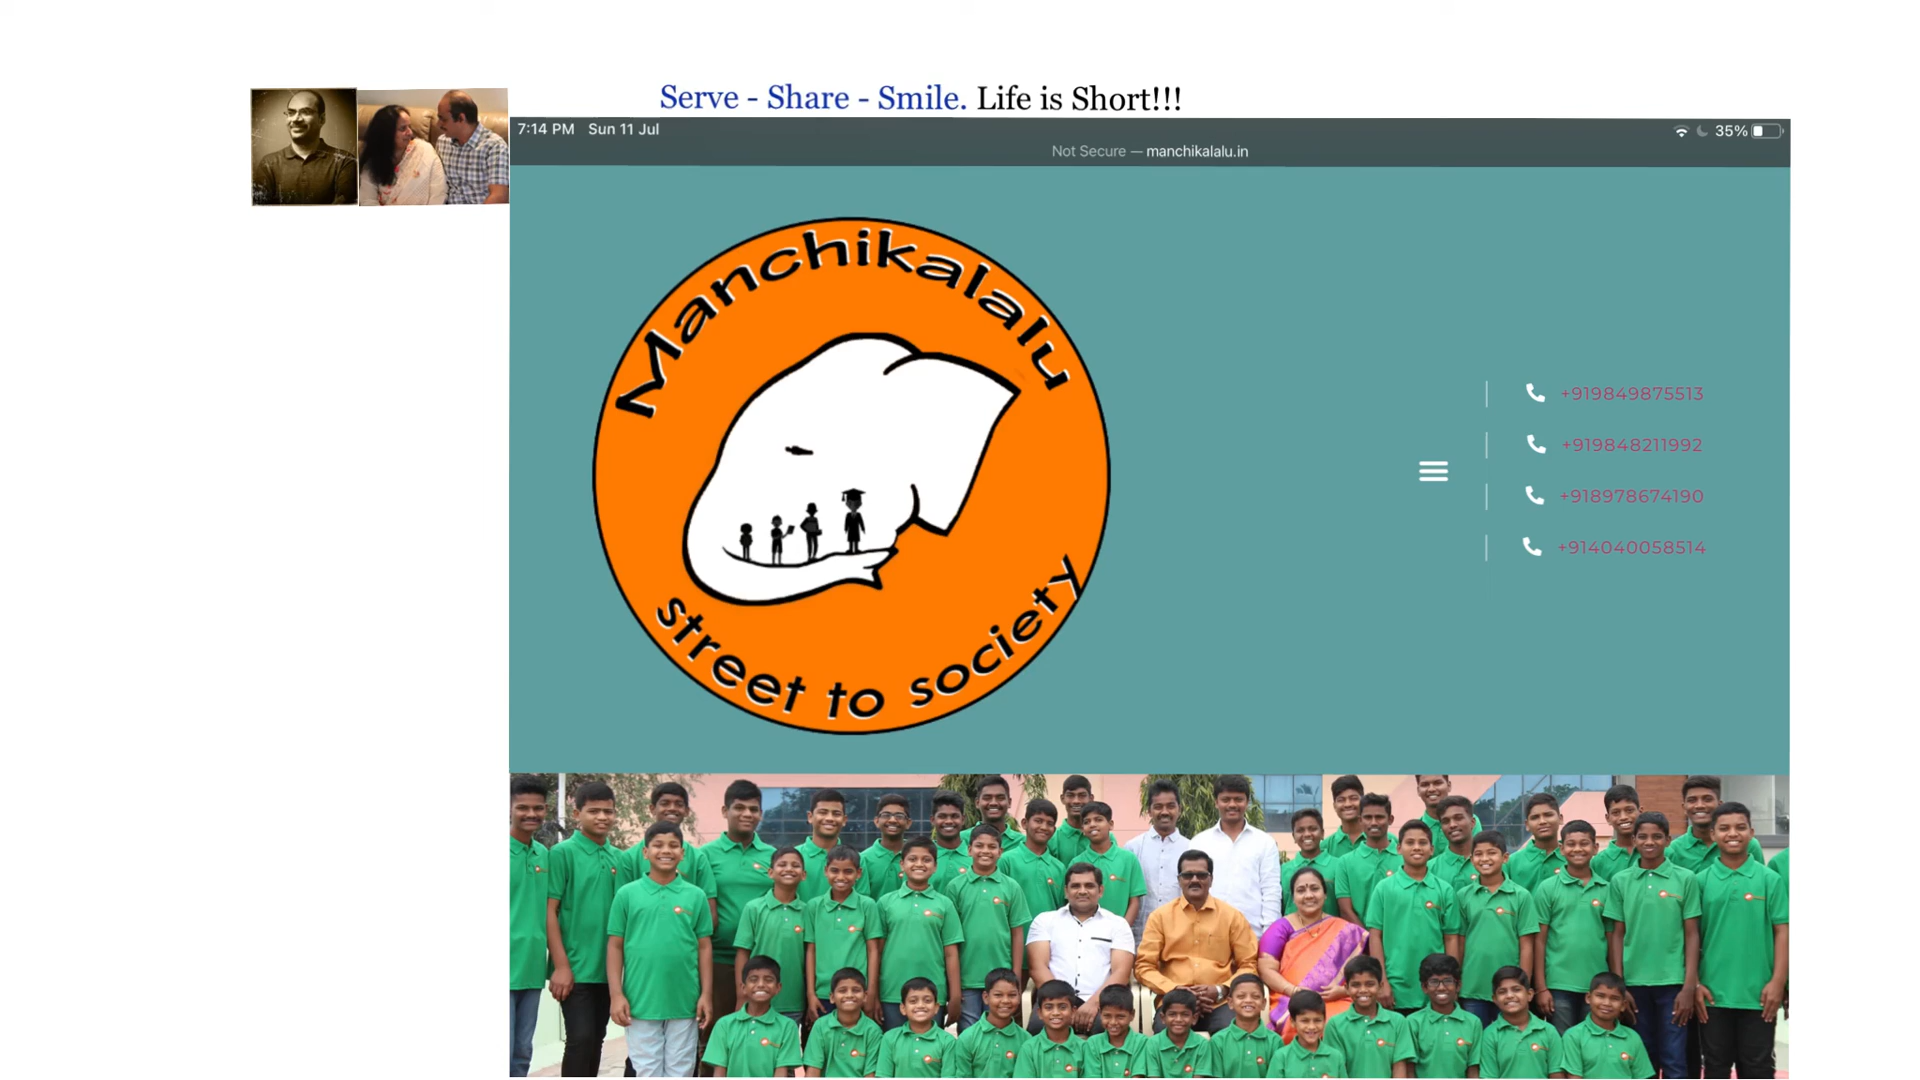 Serve - Share - Smile. Life is Short!!!
7:14 PM Sun 11 Jul
35%
Not Secure — manchikalalu.in
Manchikalalu
street to society
+919849875513
+919848211992
+918978674190
+914040058514